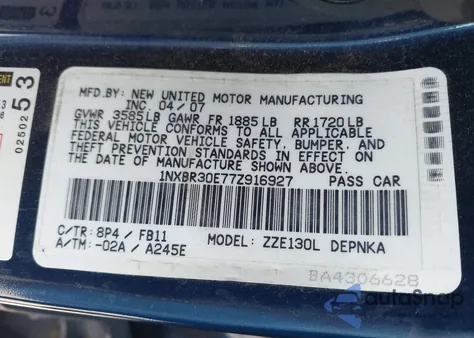 MFD.BY: NEW UNITED MOTOR MANUFACTURING
INC. 04/07
GVWR 3585LB GAWR FR 1885LB RR1720LB
THIS VEHICLE CONFORMS TO ALL APPLICABLE
FEDERAL MOTOR VEHICLE SAFETY, BUMPER, AND
THEFT PREVENTION STANDARDS IN EFFECT ON
THE DATE OF MANUFACTURE SHOWN ABOVE.
1NXBR30E77Z916927 PASS CAR
C/TR: 8P4 / FB11 MODEL: ZZE130L DEPNKA
A/TM: -02A / A245E
BA4306628
0250253
autoSnap